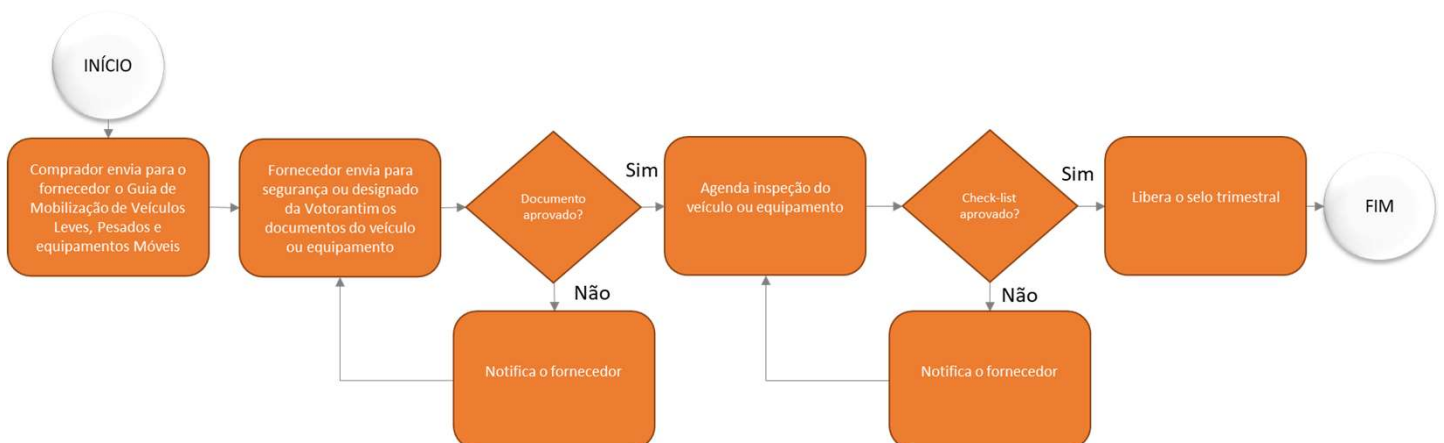 INÍCIO
Comprador envia para o
fornecedor o Guia de
Mobilização de Veículos
Leves, Pesados e
equipamentos Móveis
Fornecedor envia para
segurança ou designado
da Votorantim os
documentos do veículo
ou equipamento
Documento
aprovado?
Sim
Não
Notifica o fornecedor
Agenda inspeção do
veículo ou equipamento
Check-list
aprovado?
Sim
Não
Notifica o fornecedor
Libera o selo trimestral
FIM